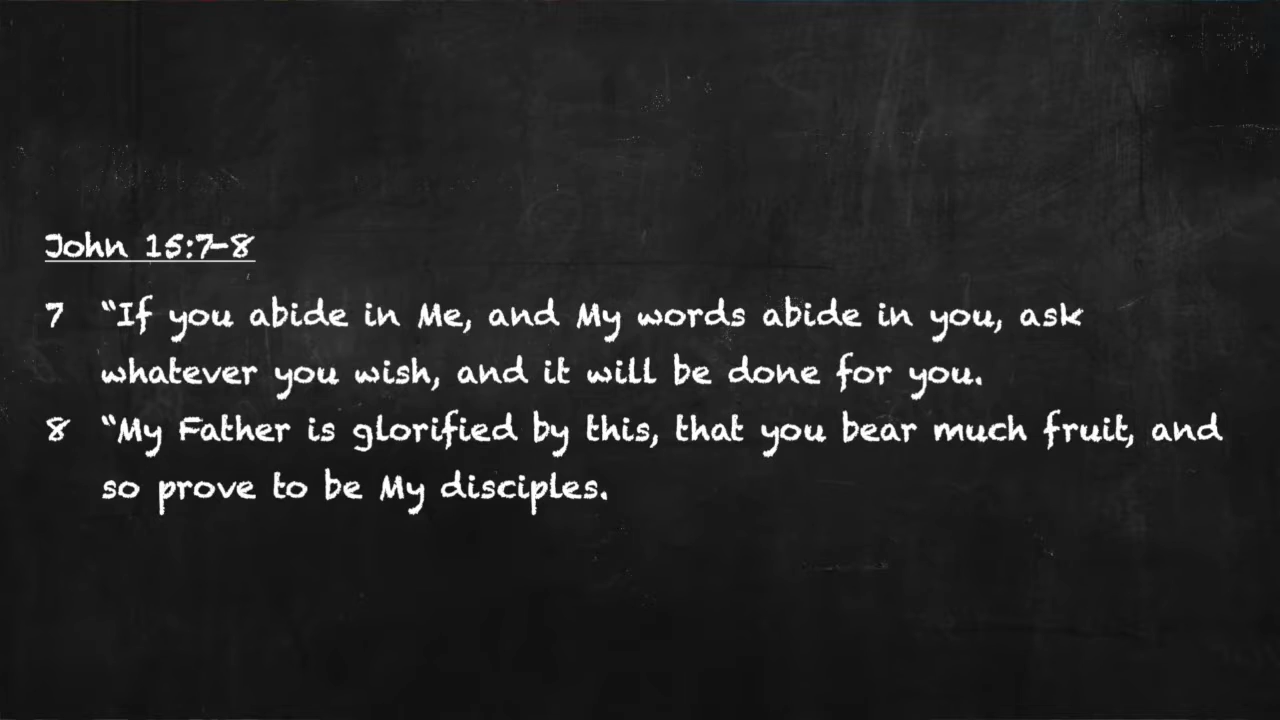 John 15:7-8
7 “If you abide in Me, and My words abide in you, ask
whatever you wish, and it will be done for you.
8 “My Father is glorified by this, that you bear much fruit, and
so prove to be My disciples.